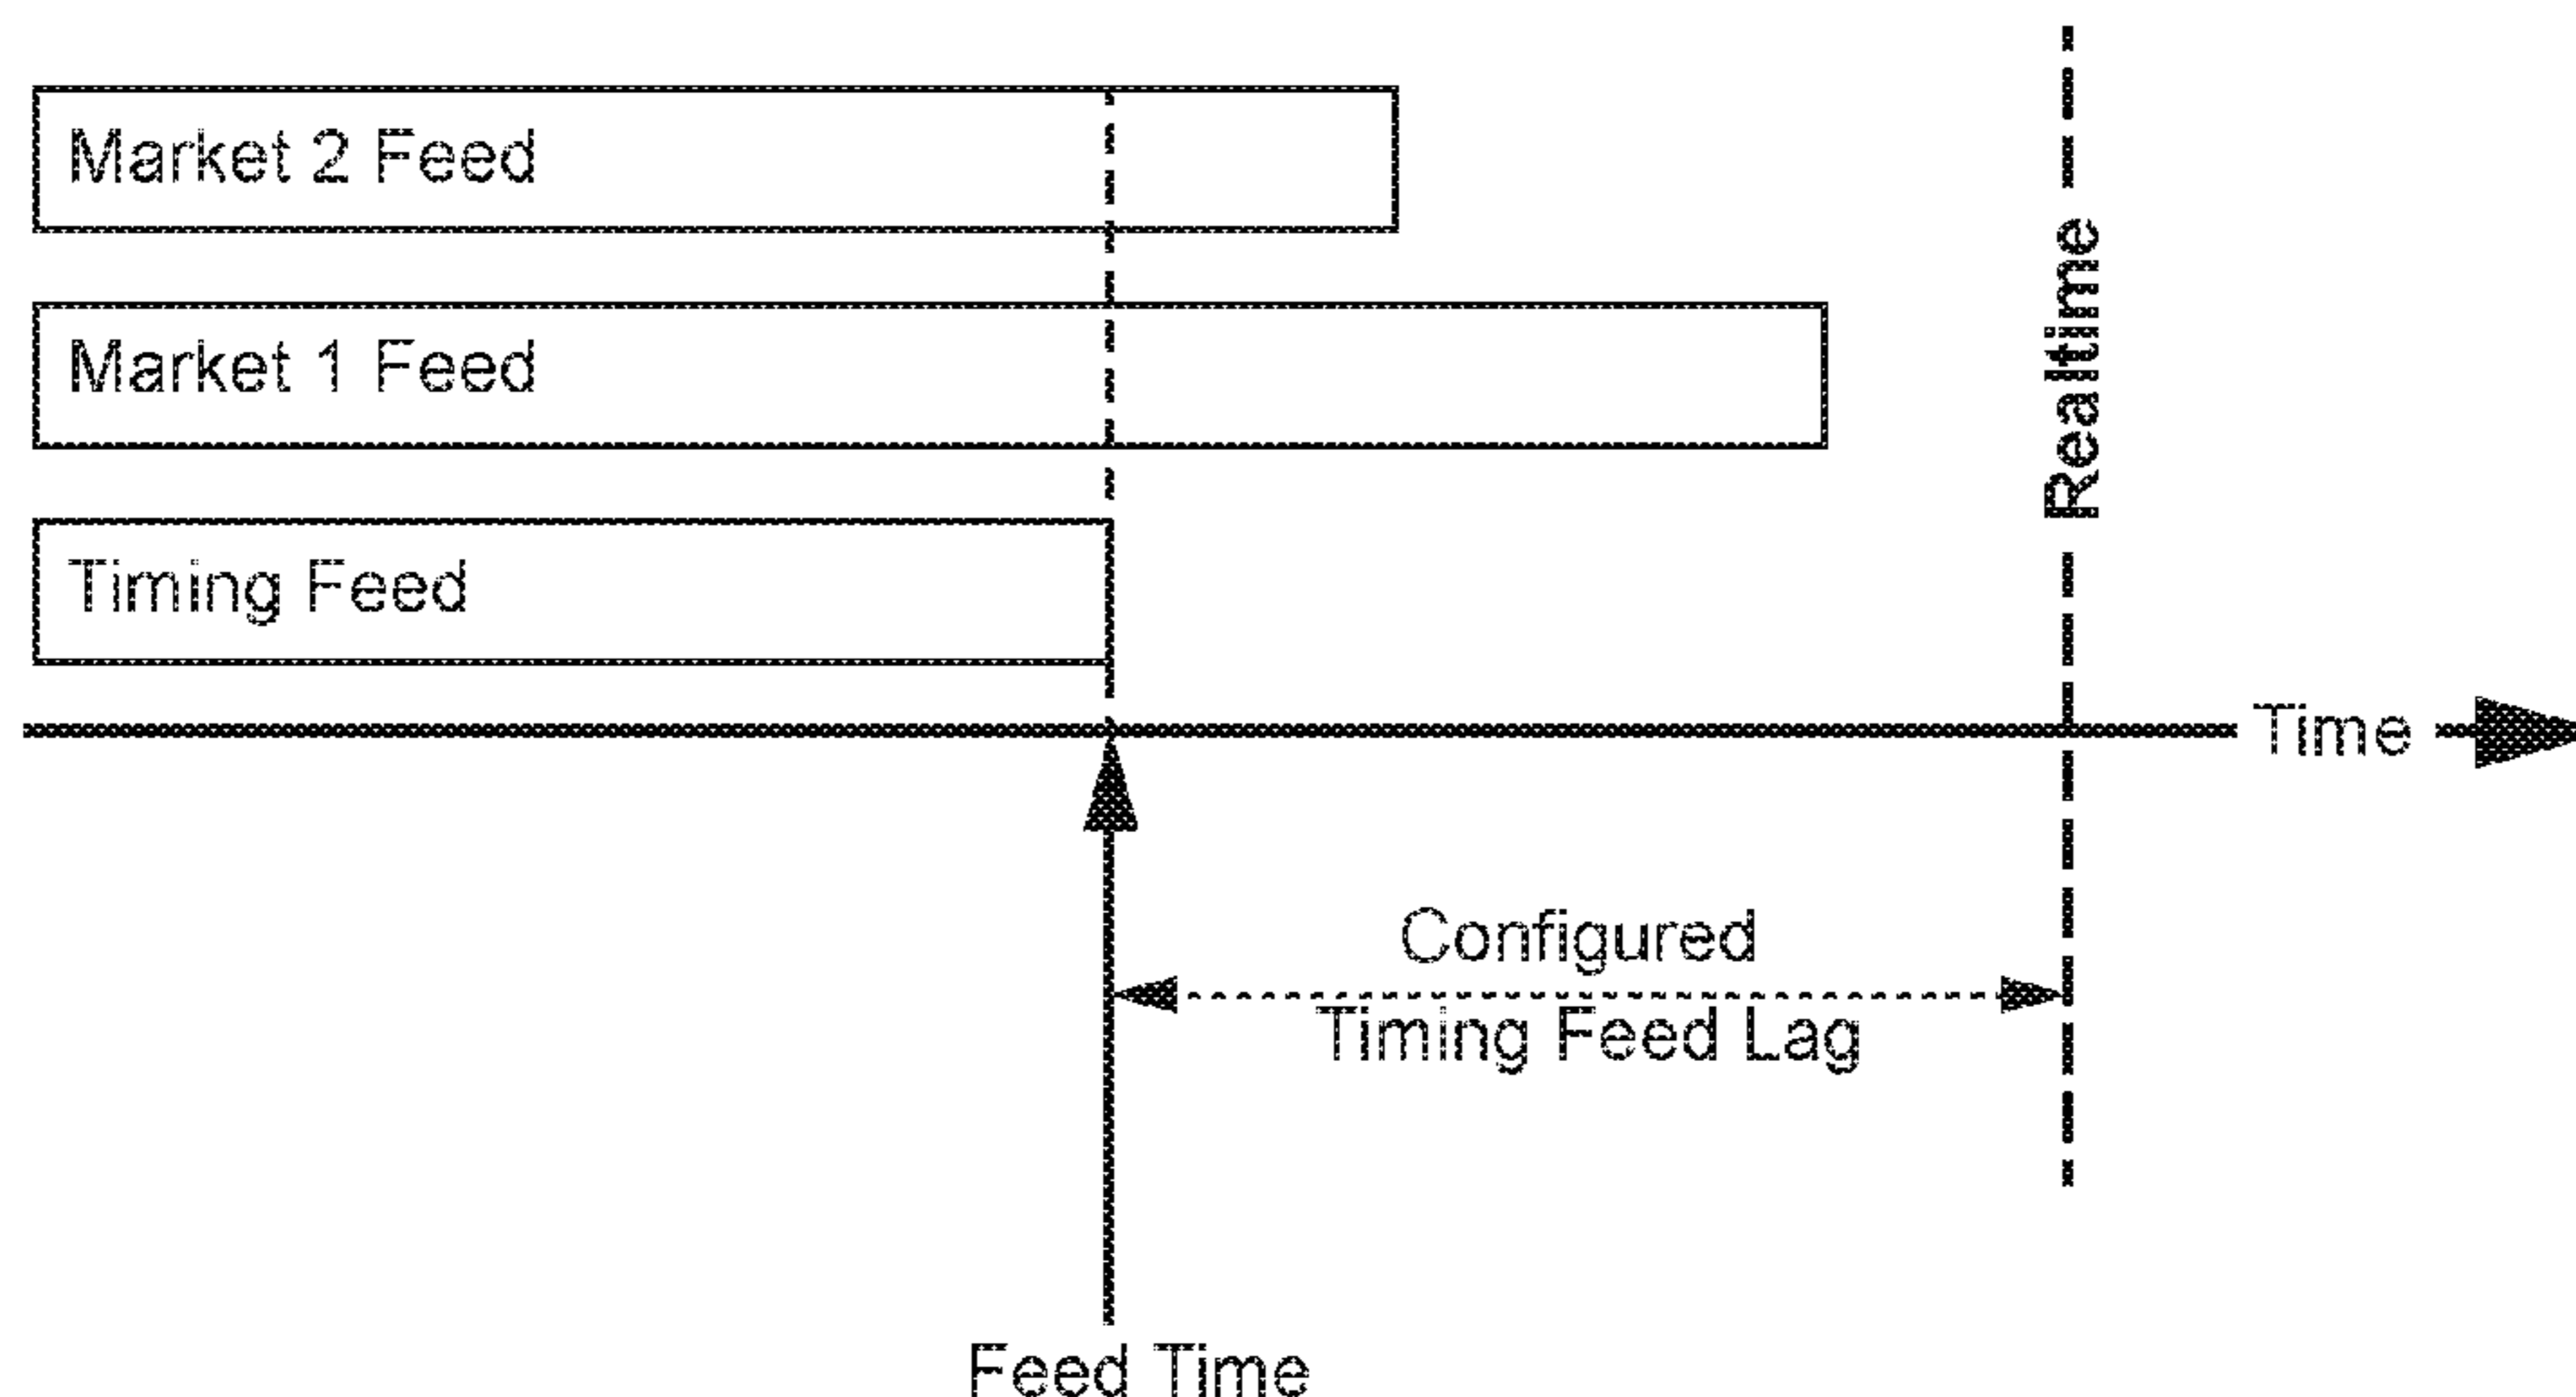 Market 2 Feed
Market 1 Feed
Timing Feed
Realtime
Time
Configured
Timing Feed Lag
Feed Time